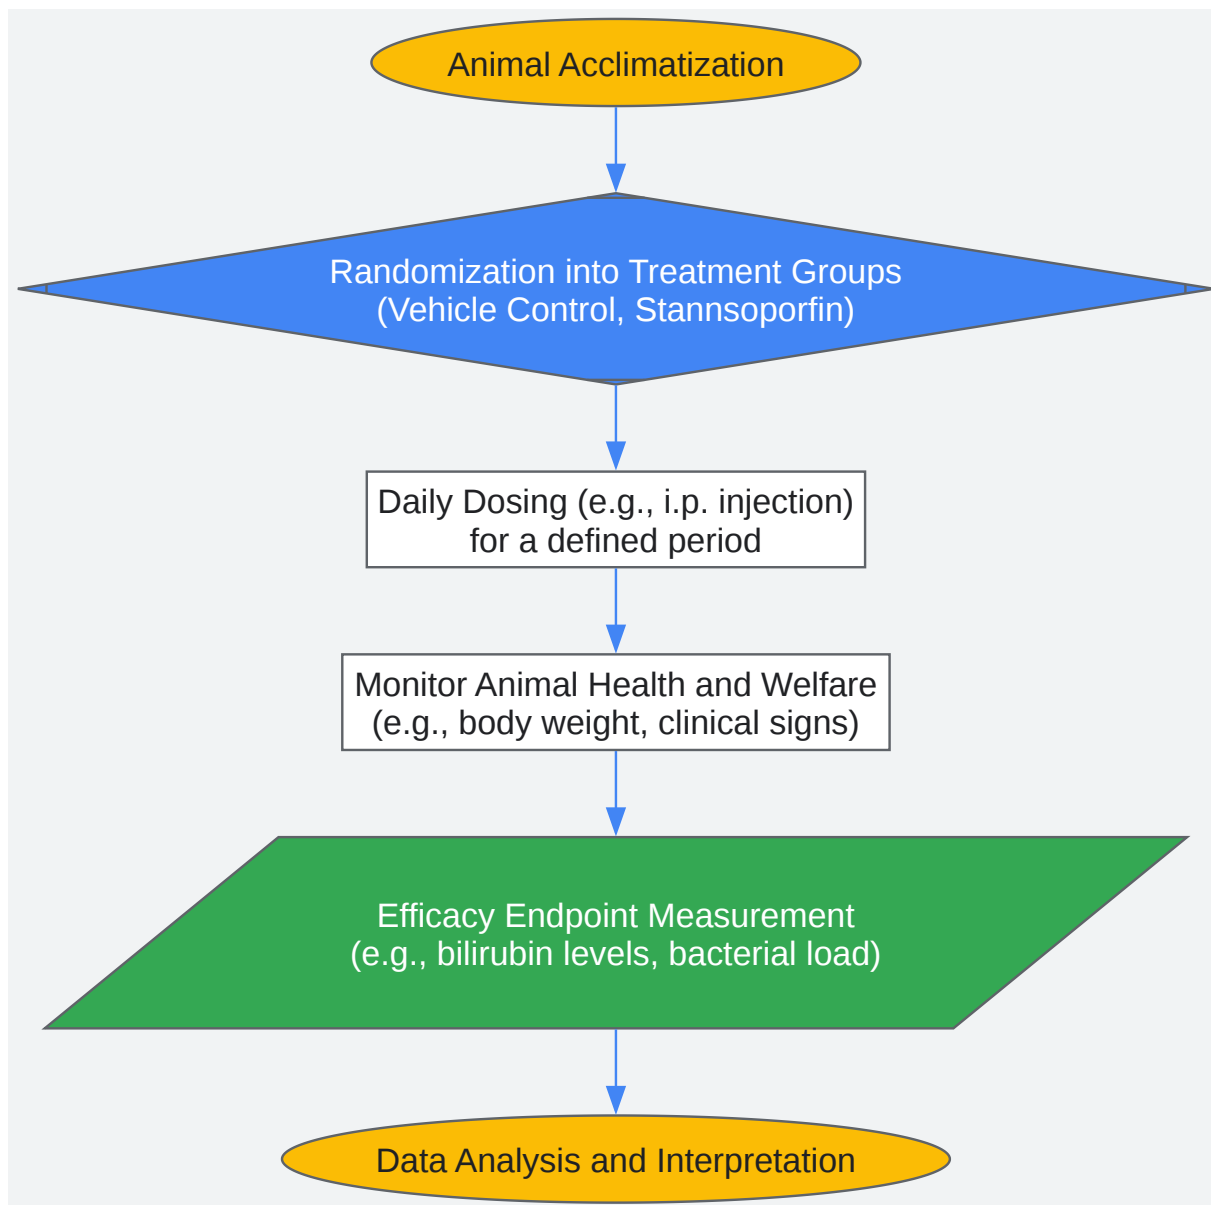 Animal Acclimatization
Randomization into Treatment Groups
(Vehicle Control, Stannsoporfin)
Daily Dosing (e.g., i.p. injection)
for a defined period
Monitor Animal Health and Welfare
(e.g., body weight, clinical signs)
Efficacy Endpoint Measurement
(e.g., bilirubin levels, bacterial load)
Data Analysis and Interpretation